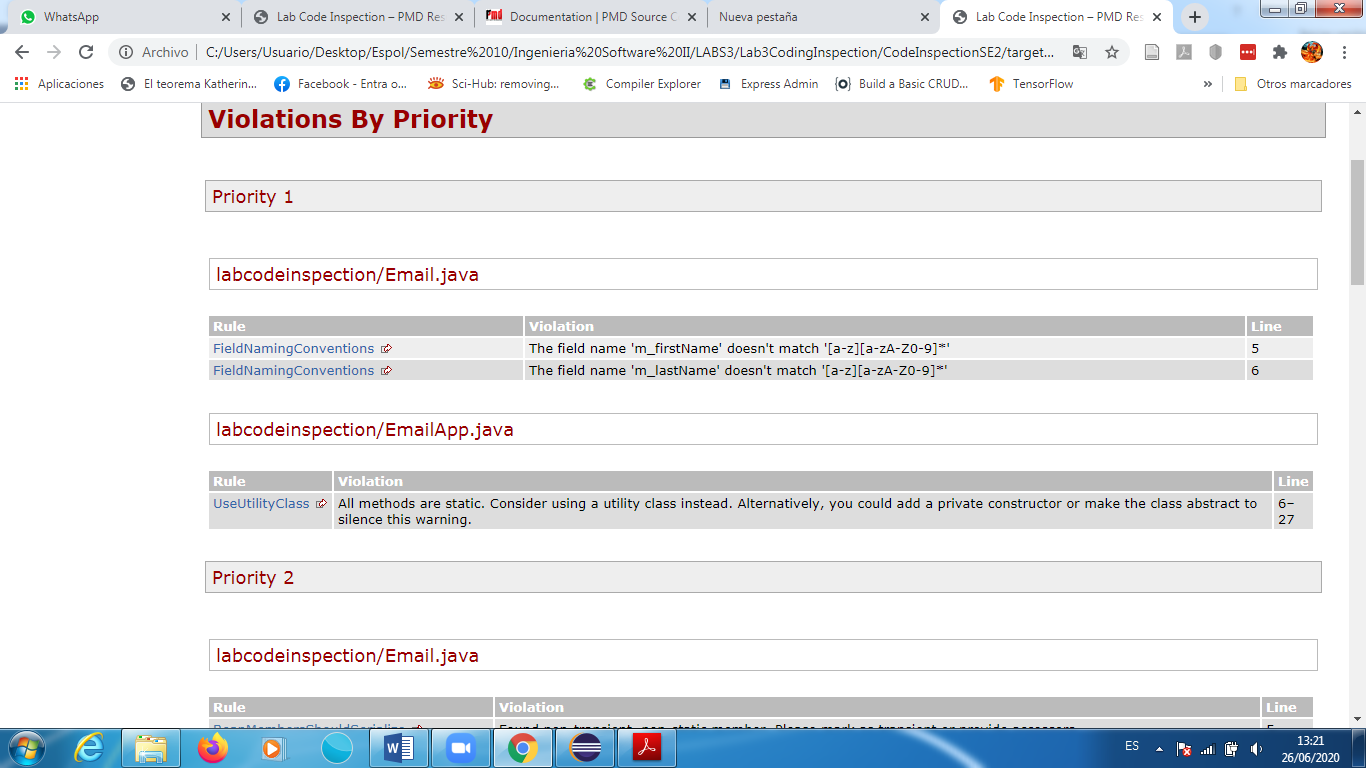 WhatsApp
Lab Code Inspection – PMD Res
Documentation | PMD Source C
Nueva pestaña
Lab Code Inspection – PMD Res
Archivo
C:/Users/Usuario/Desktop/Espol/Semestre%2010/Ingenieria%20Software%20II/LABS3/Lab3CodingInspection/CodeInspectionSE2/target...
Aplicaciones
El teorema Katherin...
Facebook - Entra o...
Sci-Hub: removing...
Compiler Explorer
Express Admin
Build a Basic CRUD...
TensorFlow
»
Otros marcadores
Violations By Priority
Priority 1
labcodeinspection/Email.java
Rule Violation Line
FieldNamingConventions The field name 'm_firstName' doesn't match '[a-z][a-zA-Z0-9]*' 5
FieldNamingConventions The field name 'm_lastName' doesn't match '[a-z][a-zA-Z0-9]*' 6
labcodeinspection/EmailApp.java
Rule Violation Line
UseUtilityClass All methods are static. Consider using a utility class instead. Alternatively, you could add a private constructor or make the class abstract to 6–
silence this warning. 27
Priority 2
labcodeinspection/Email.java
Rule Violation Line
ES
13:21
26/06/2020